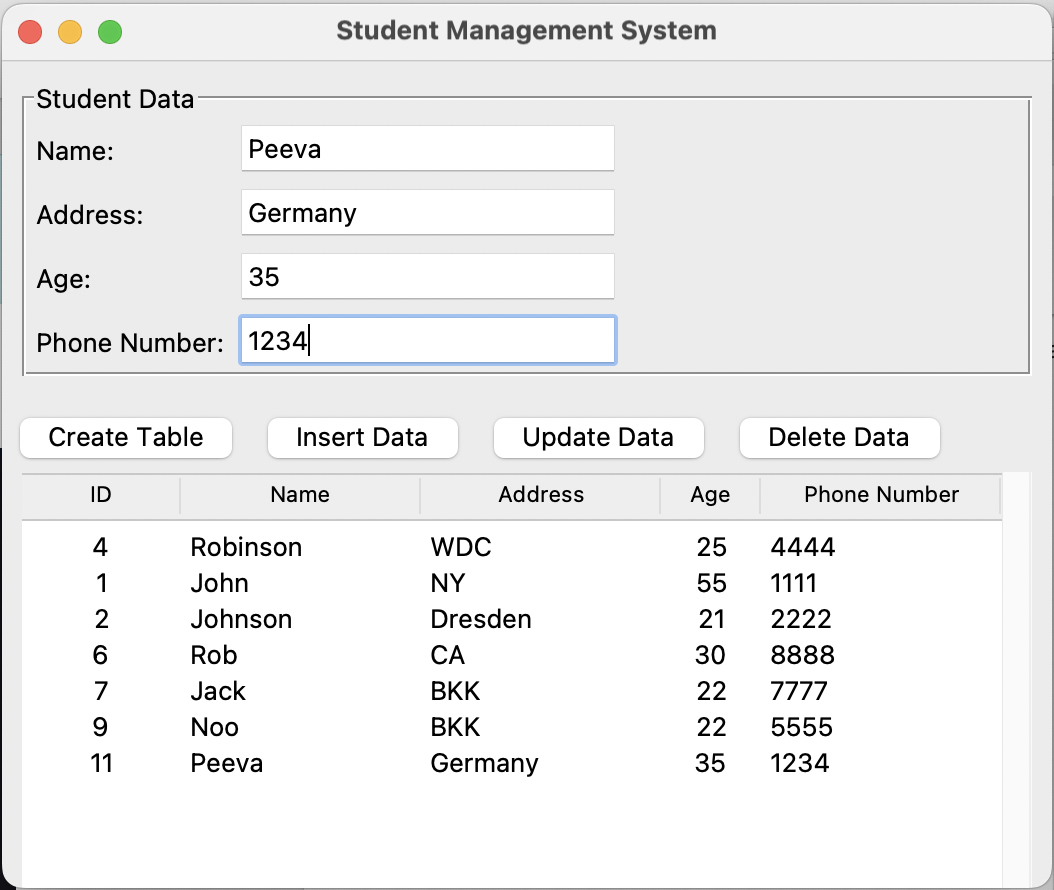 Student Management System
Student Data
Name: Peeva
Address: Germany
Age: 35
Phone Number: 1234
Create Table Insert Data Update Data Delete Data
ID Name Address Age Phone Number
4 Robinson WDC 25 4444
1 John NY 55 1111
2 Johnson Dresden 21 2222
6 Rob CA 30 8888
7 Jack BKK 22 7777
9 Noo BKK 22 5555
11 Peeva Germany 35 1234